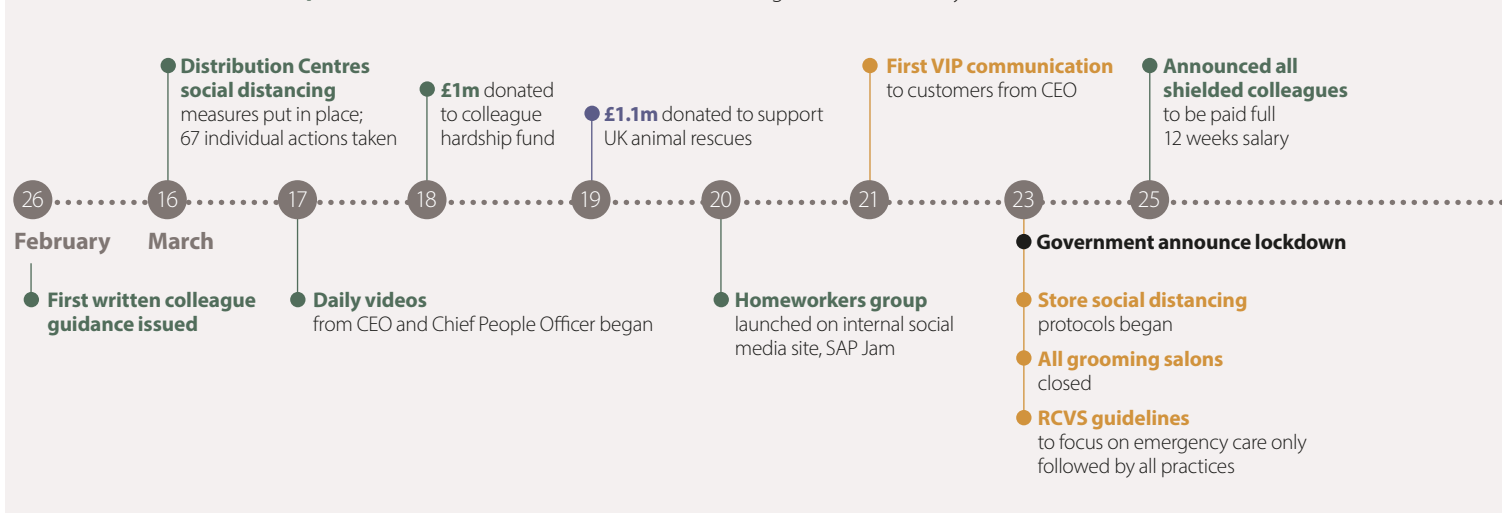 Distribution Centres
social distancing
measures put in place;
67 individual actions taken
£1m donated
to colleague
hardship fund
£1.1m donated to support
UK animal rescues
First VIP communication
to customers from CEO
Announced all
shielded colleagues
to be paid full
12 weeks salary
26
16
17
18
19
20
21
23
25
February
March
First written colleague
guidance issued
Daily videos
from CEO and Chief People Officer began
Homeworkers group
launched on internal social
media site, SAP Jam
Government announce lockdown
Store social distancing
protocols began
All grooming salons
closed
RCVS guidelines
to focus on emergency care only
followed by all practices